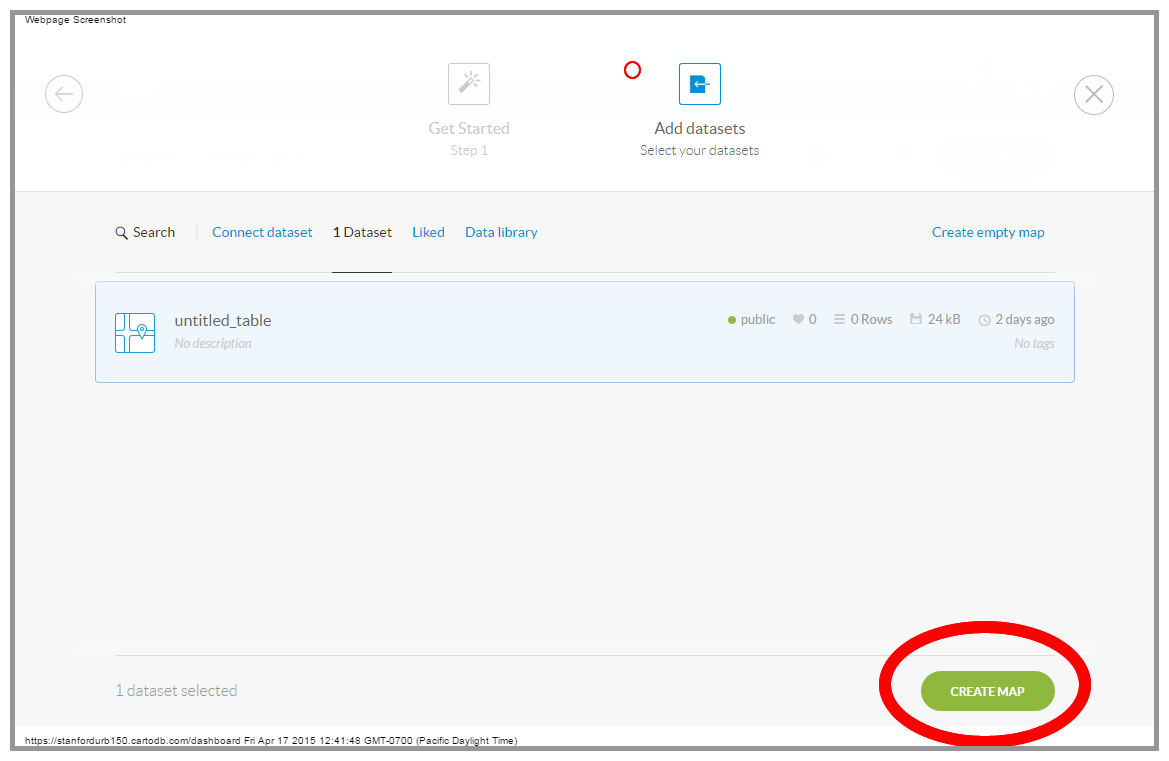 Webpage Screenshot
Get Started
Step 1
Add datasets
Select your datasets
Search Connect dataset 1 Dataset Liked Data library Create empty map
untitled_table public 0 0 Rows 24 kB 2 days ago
No description No tags
1 dataset selected CREATE MAP
https://stanfordurb150.cartodb.com/dashboard Fri Apr 17 2015 12:41:48 GMT-0700 (Pacific Daylight Time)